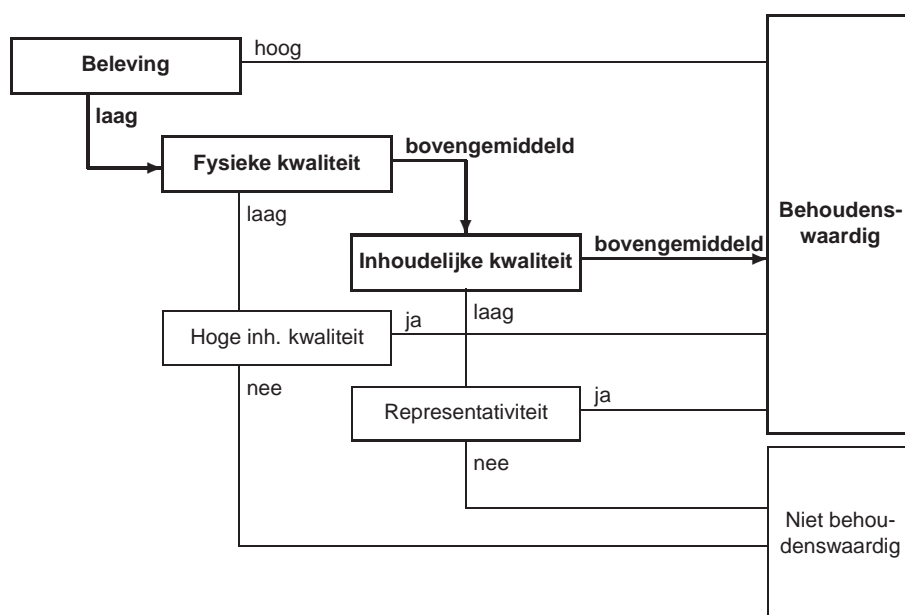 hoog
Beleving
laag
bovengemiddeld
Fysieke kwaliteit
laag
Behoudens-
waardig
bovengemiddeld
Inhoudelijke kwaliteit
laag
ja
Hoge inh. kwaliteit
nee
ja
Representativiteit
nee
Niet behou-
denswaardig